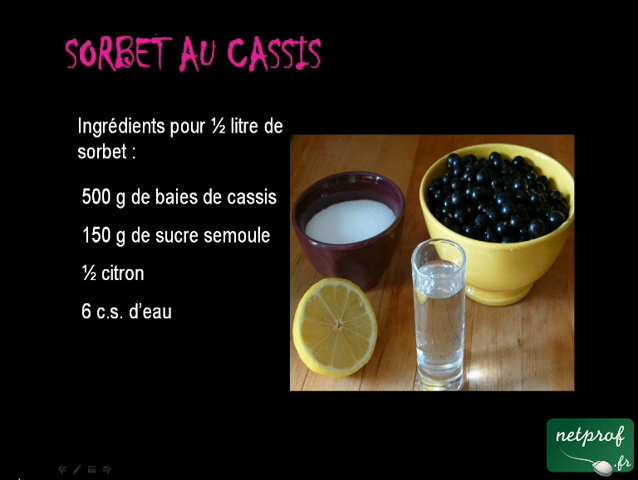 SORBET AU CASSIS
Ingrédients pour ½ litre de
sorbet :
500 g de baies de cassis
150 g de sucre semoule
½ citron
6 c.s. d’eau
netprof
.fr